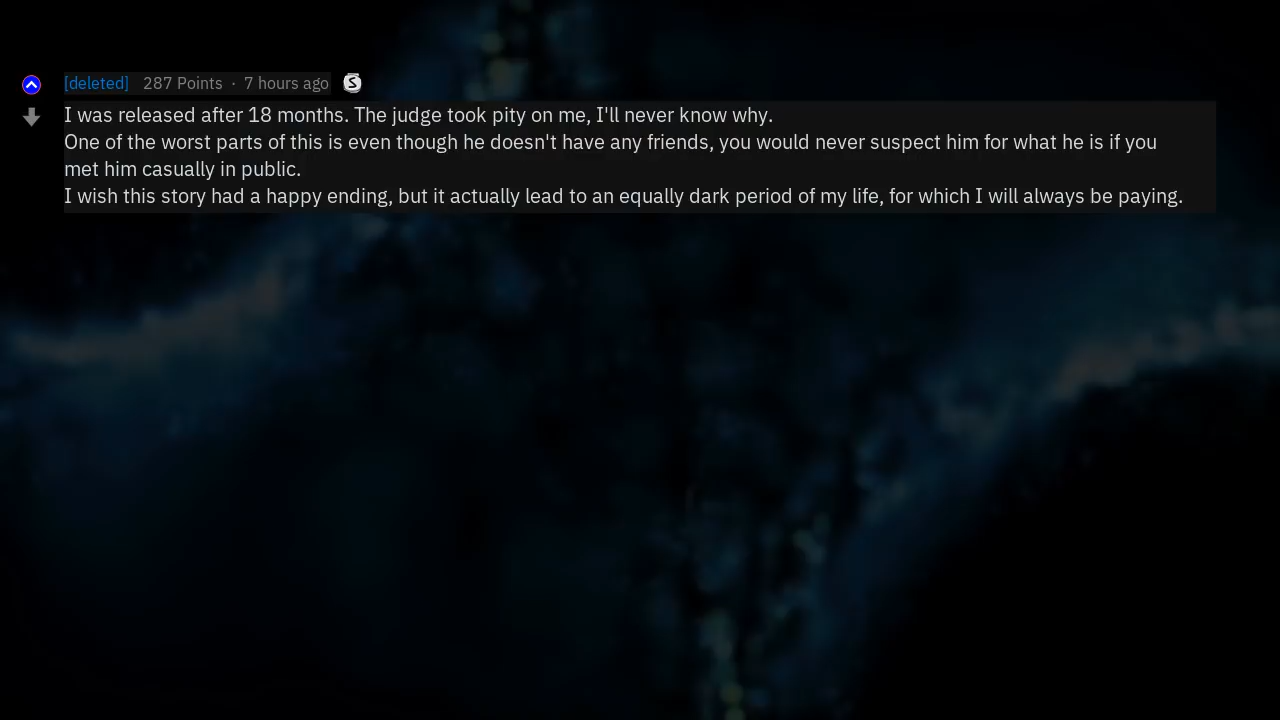 [deleted] 287 Points · 7 hours ago
I was released after 18 months. The judge took pity on me, I'll never know why.
One of the worst parts of this is even though he doesn't have any friends, you would never suspect him for what he is if you
met him casually in public.
I wish this story had a happy ending, but it actually lead to an equally dark period of my life, for which I will always be paying.